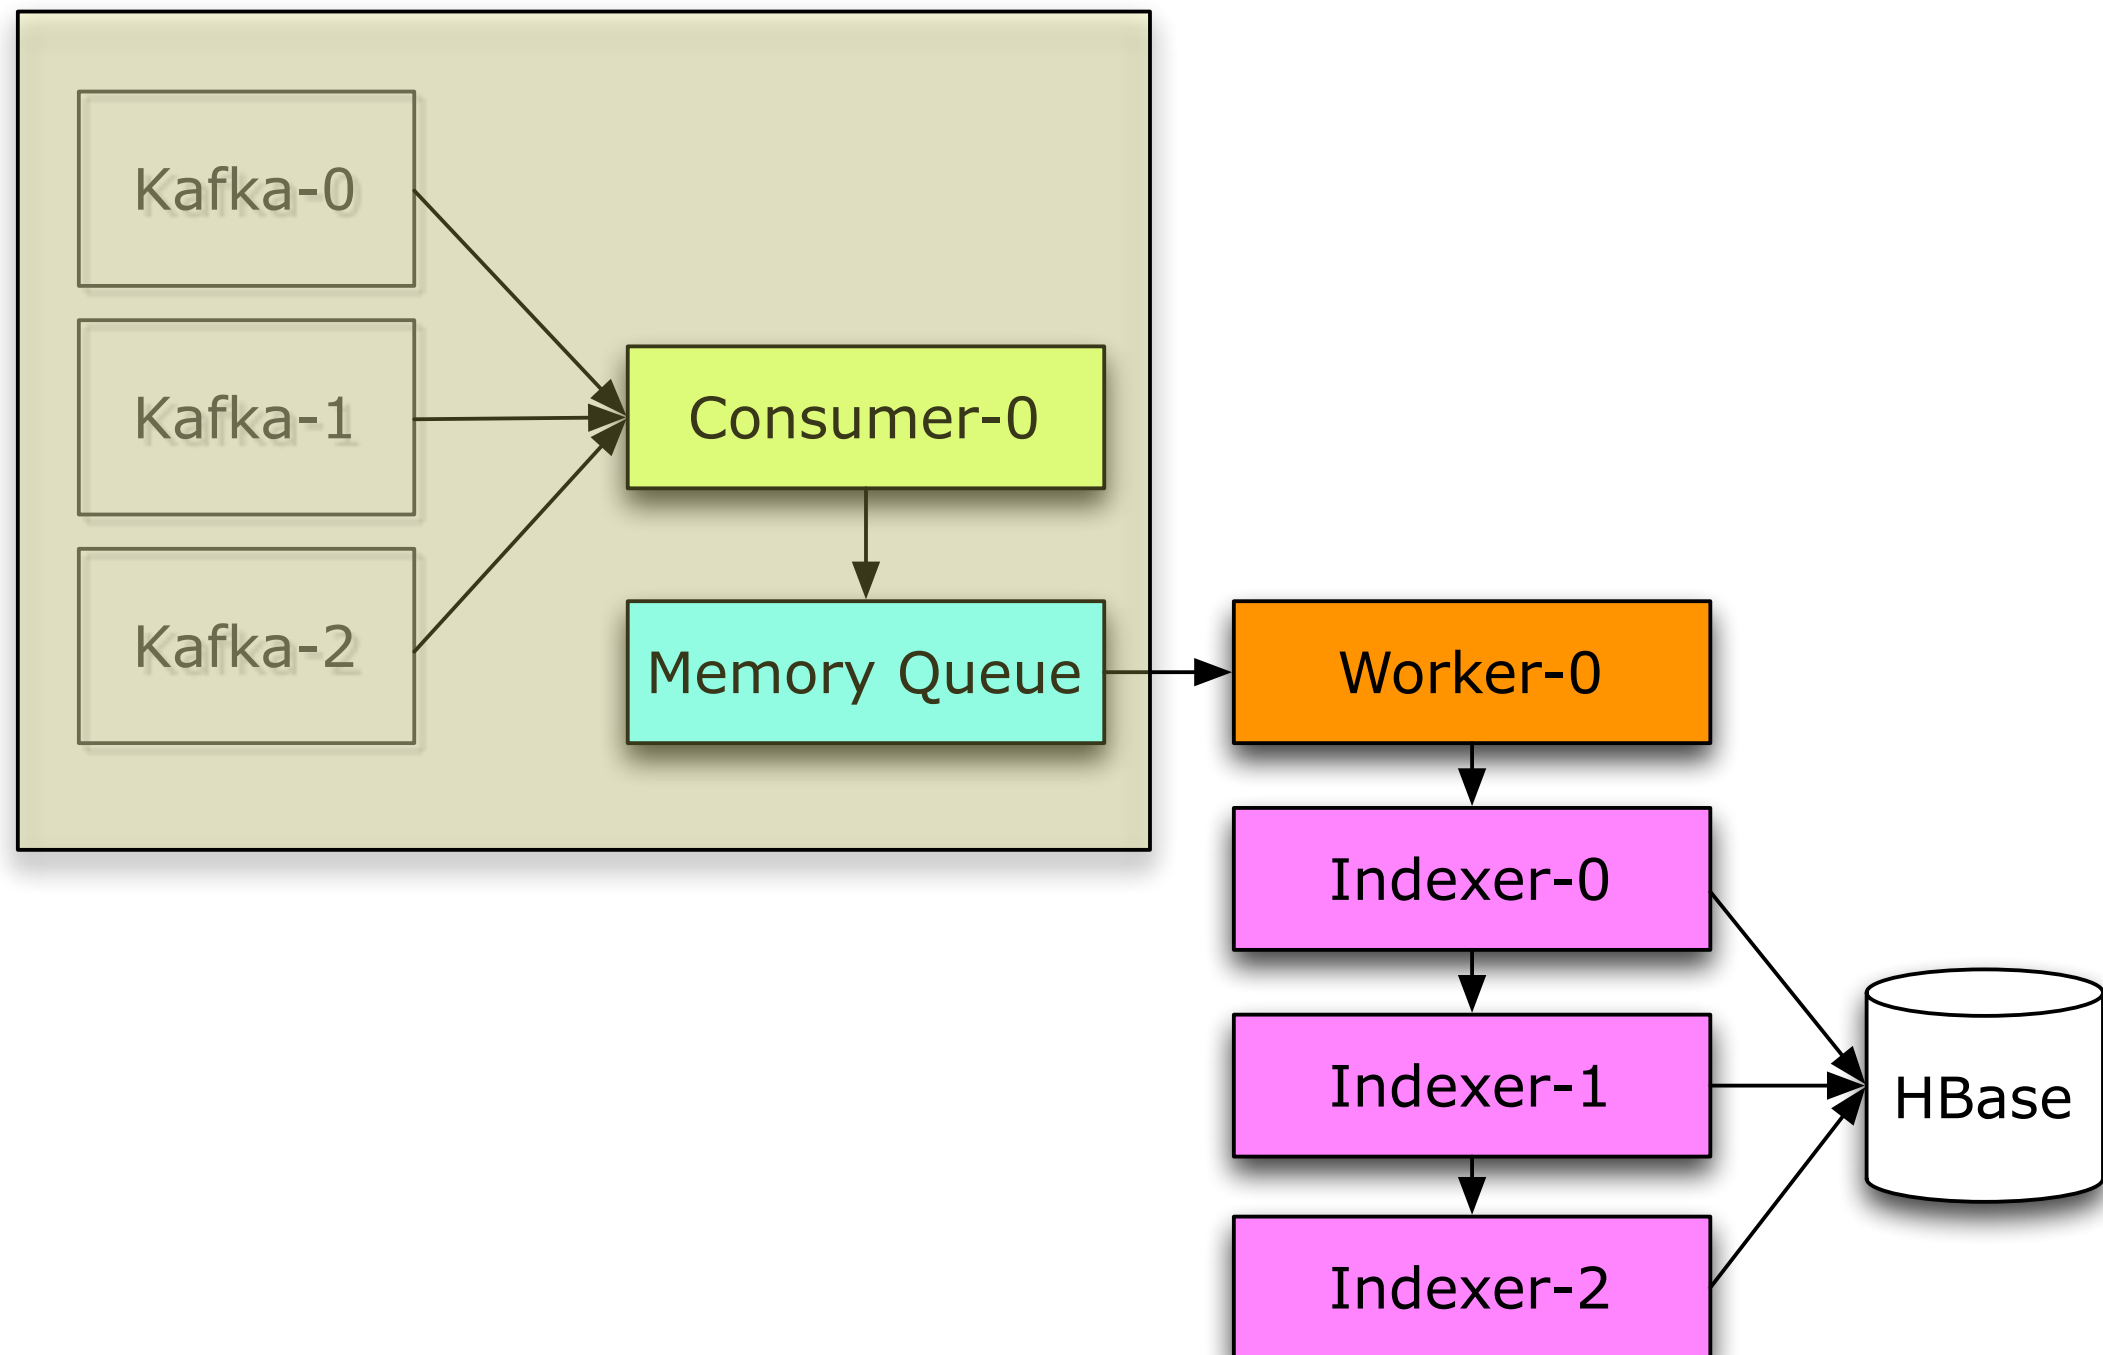 Kafka-0
Kafka-1
Kafka-2
Consumer-0
Memory Queue
Worker-0
Indexer-0
Indexer-1
Indexer-2
HBase